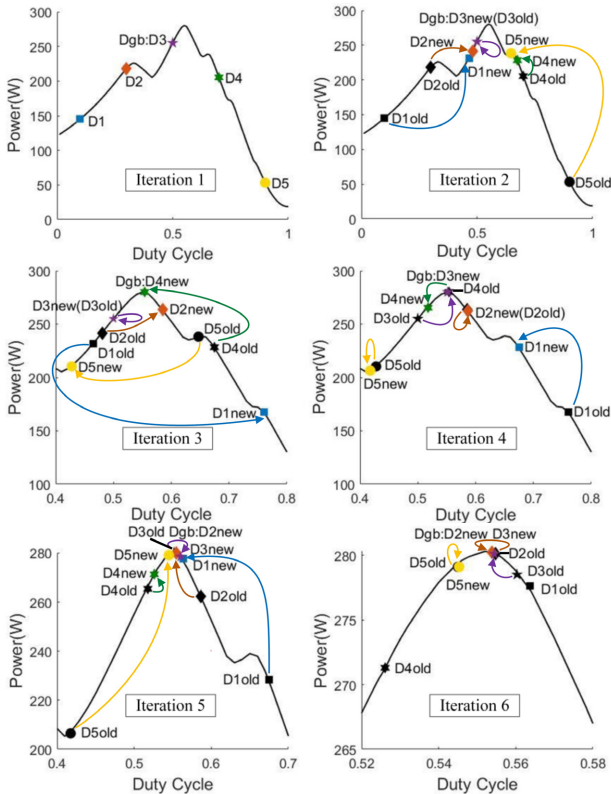 300
250
200
150
100
50
0
Power(W)
Dgb:D3
D2
D4
D1
D5
Iteration 1
0
0.5
1
Duty Cycle
300
250
200
150
100
50
0
Power(W)
Dgb:D3new(D3old)
D2new
D5new
D1new
D4new
D2old
D4old
D1old
D5old
Iteration 2
0
0.5
1
Duty Cycle
300
250
200
150
100
Power(W)
Dgb:D4new
D3new(D3old)
D2new
D2old
D5old
D1old
D4old
D5new
D1new
Iteration 3
0.4
0.5
0.6
0.7
0.8
Duty Cycle
300
250
200
150
100
Power(W)
Dgb:D3new
D4old
D4new
D3old
D2new(D2old)
D1new
D5old
D5new
D1old
Iteration 4
0.4
0.5
0.6
0.7
0.8
Duty Cycle
280
260
240
220
200
Power(W)
D3old Dgb:D2new
D5new
D3new
D4new
D1new
D4old
D2old
D1old
D5old
Iteration 5
0.4
0.5
0.6
0.7
Duty Cycle
280
275
270
265
Power(W)
Dgb:D2new D3new
D5old
D2old
D5new
D3old
D1old
D4old
Iteration 6
0.52
0.54
0.56
0.58
Duty Cycle